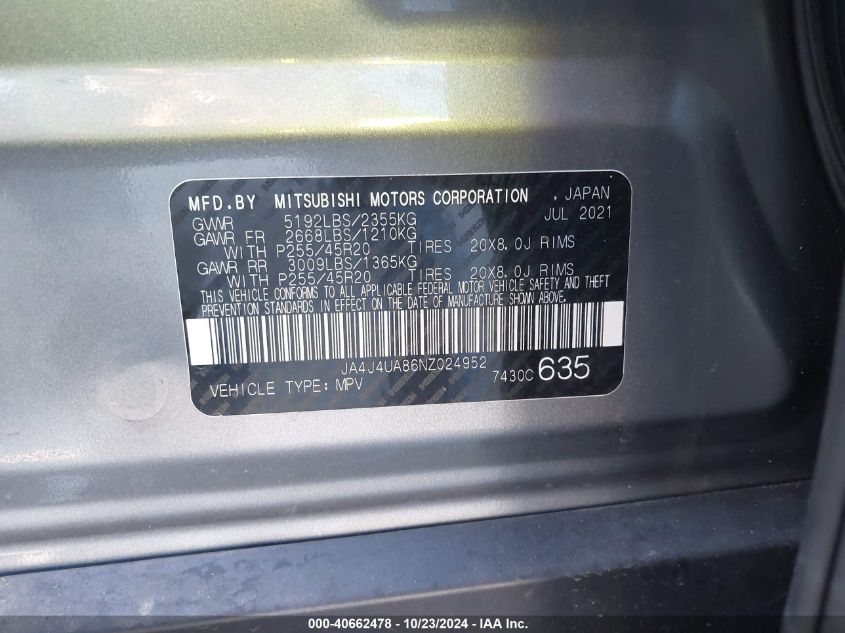 MFD.BY MITSUBISHI MOTORS CORPORATION , JAPAN
GVWR 5192LBS/2355KG JUL 2021
GAWR FR 2668LBS/1210KG
WITH P255/45R20 TIRES 20X8.0J RIMS
GAWR RR 3009LBS/1365KG
WITH P255/45R20 TIRES 20X8.0J RIMS
THIS VEHICLE CONFORMS TO ALL APPLICABLE FEDERAL MOTOR VEHICLE SAFETY AND THEFT
PREVENTION STANDARDS IN EFFECT ON THE DATE OF MANUFACTURE SHOWN ABOVE.
JA4J4UA86NZ024952
VEHICLE TYPE: MPV 7430C 635
000-40662478 - 10/23/2024 - IAA Inc.